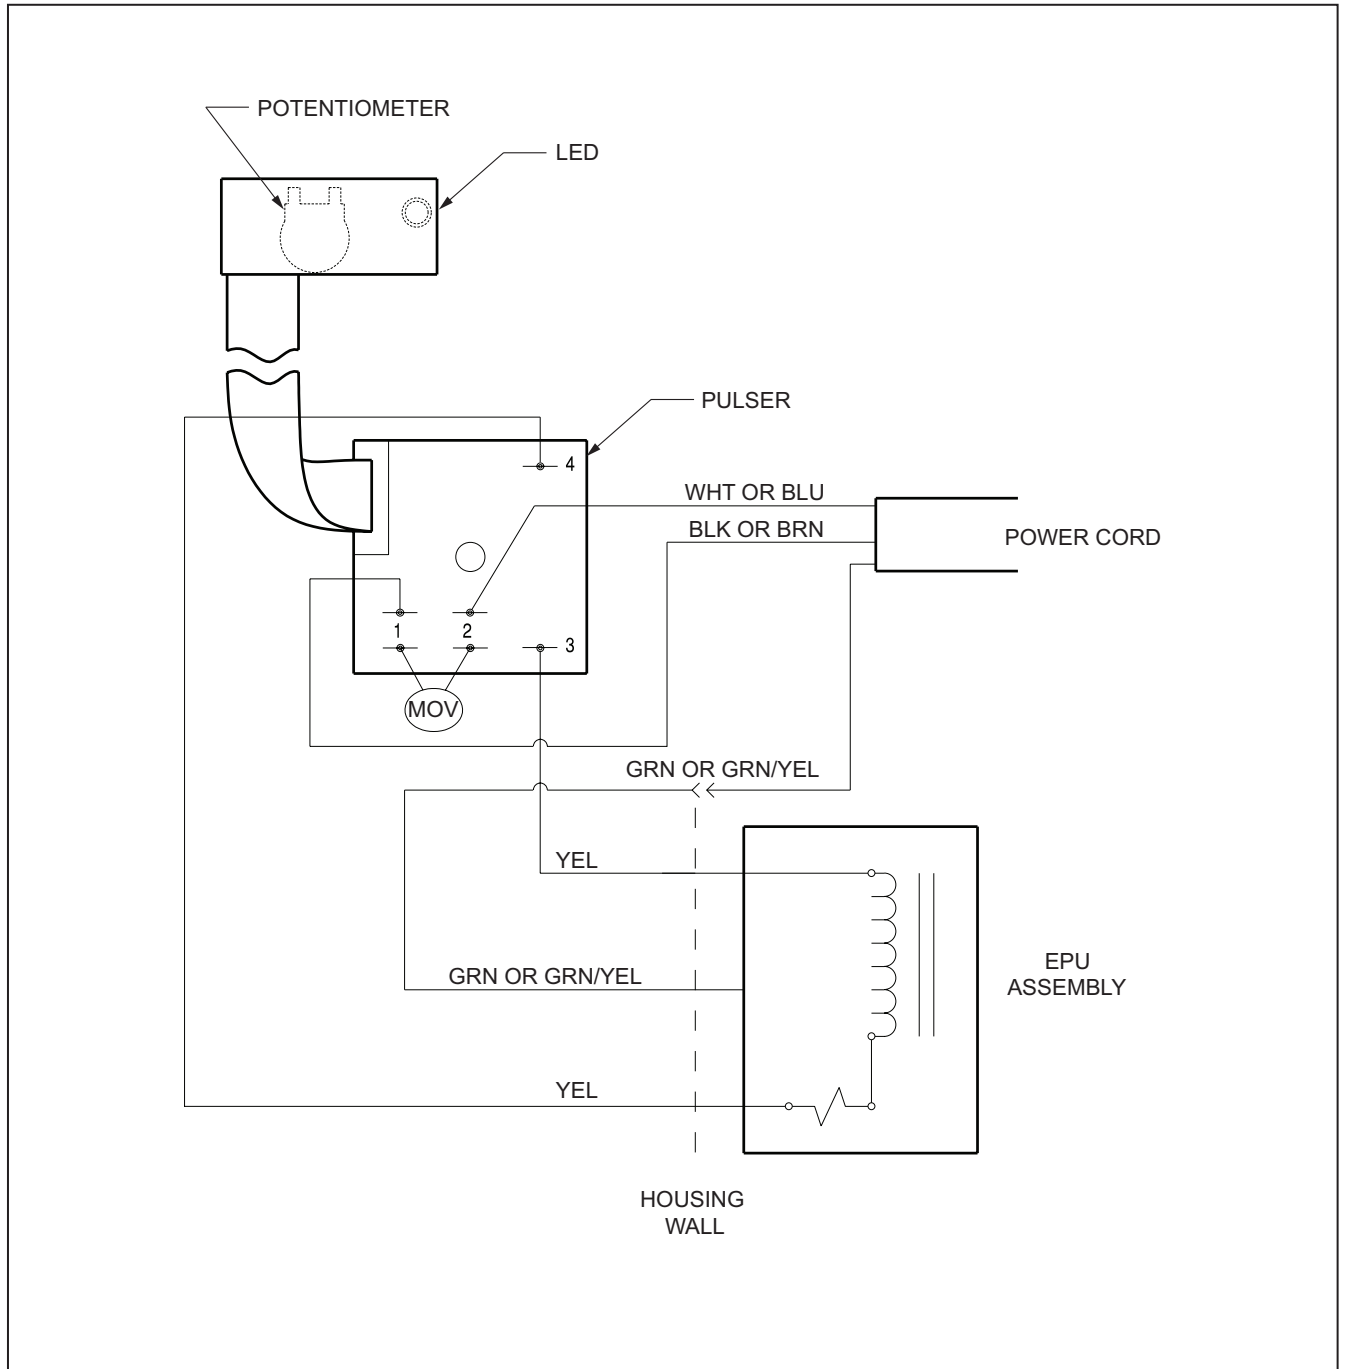 POTENTIOMETER
LED
PULSER
4
WHT OR BLU
BLK OR BRN
POWER CORD
1
2
3
MOV
GRN OR GRN/YEL
YEL
EPU
ASSEMBLY
GRN OR GRN/YEL
YEL
HOUSING
WALL